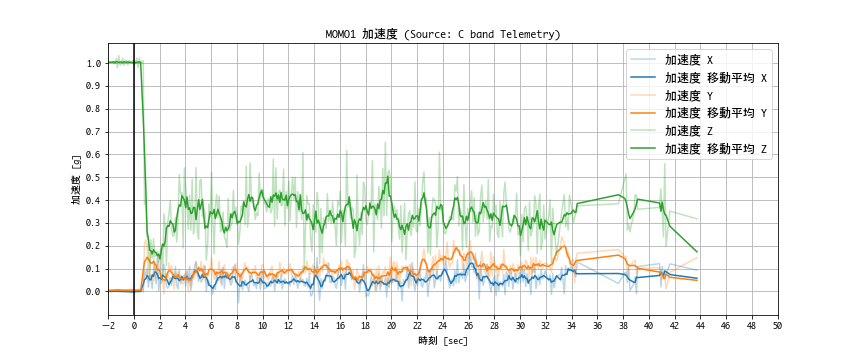 MOMO1 加速度 (Source: C band Telemetry)
加速度 X
加速度 移動平均 X
加速度 Y
加速度 移動平均 Y
加速度 Z
加速度 移動平均 Z
加速度 [g]
1.0
0.9
0.8
0.7
0.6
0.5
0.4
0.3
0.2
0.1
0.0
−2 0 2 4 6 8 10 12 14 16 18 20 22 24 26 28 30 32 34 36 38 40 42 44 46 48 50
時刻 [sec]